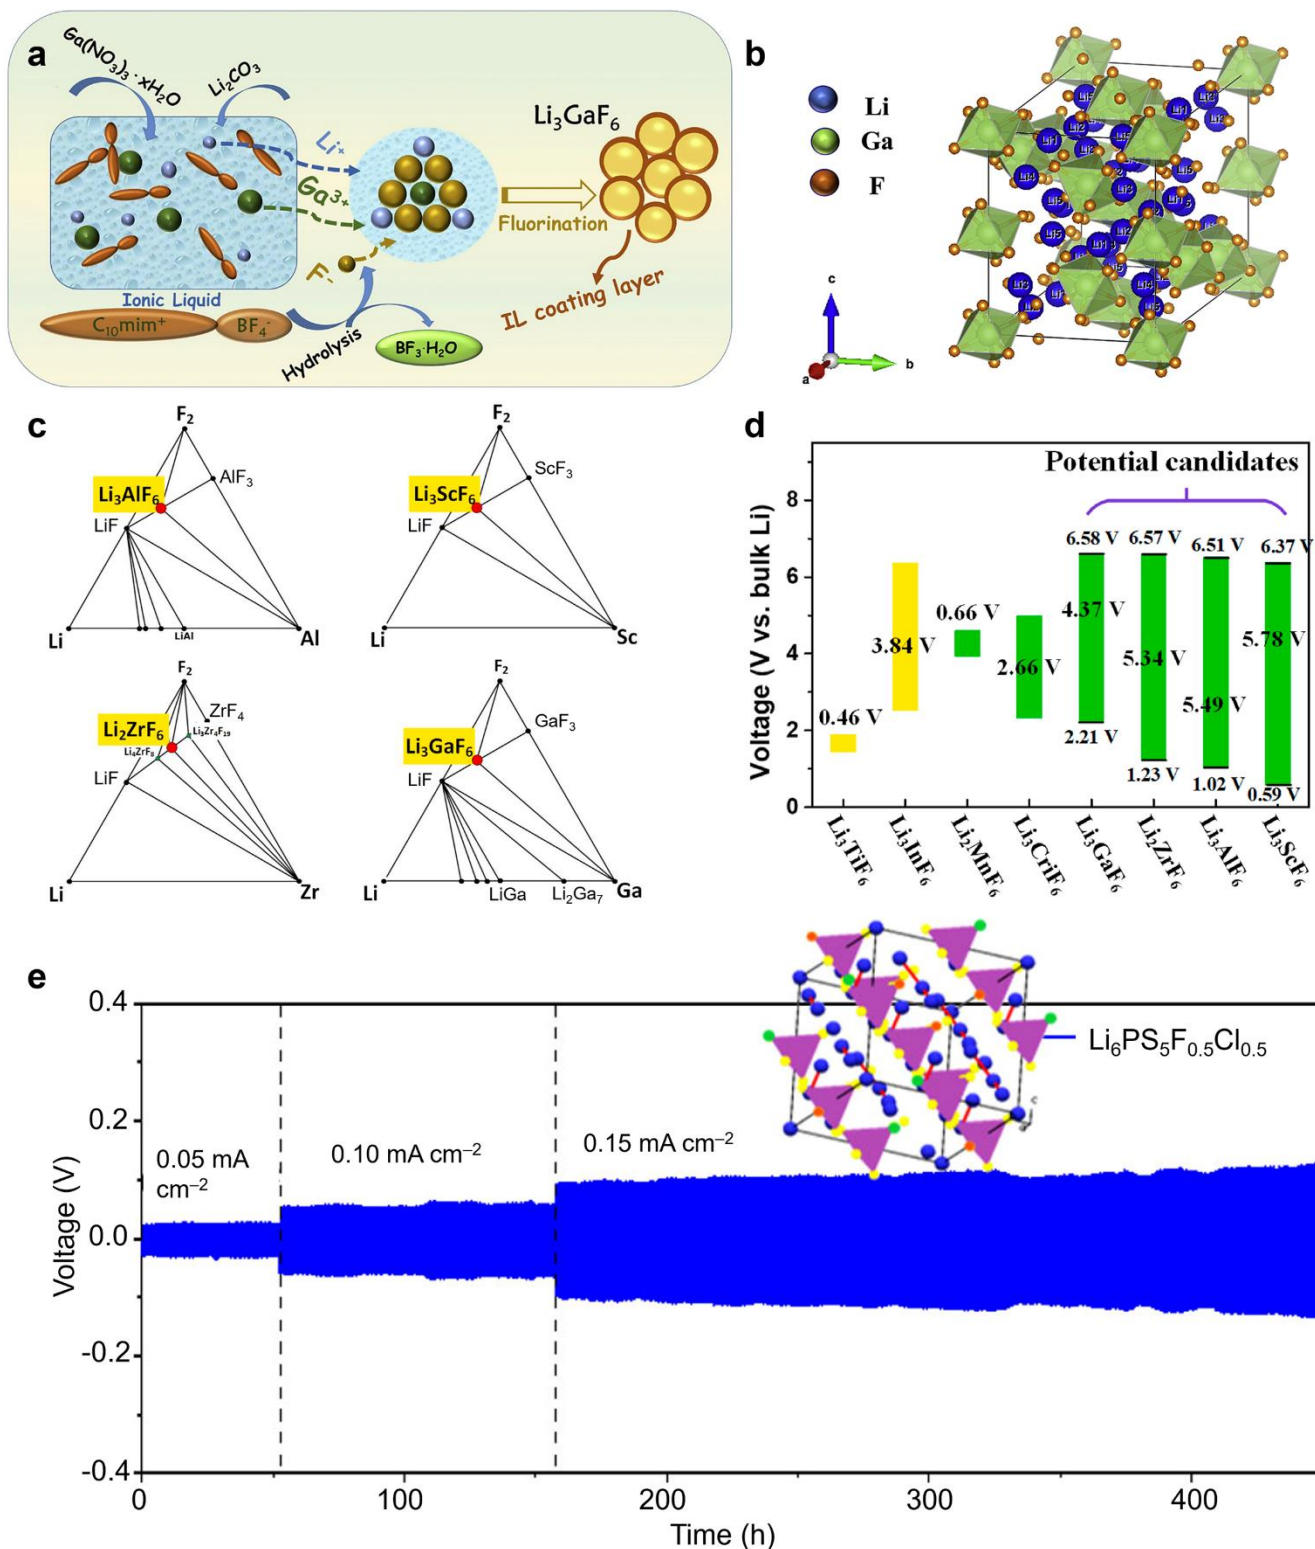 a
Ga(NO₃)₃·xH₂O
Li₂CO₃
Li⁺
Ga³⁺
F⁻
Ionic Liquid
C₁₀mim⁺
BF₄⁻
Hydrolysis
BF₃·H₂O
Fluorination
Li₃GaF₆
IL coating layer
b
Li
Ga
F
c
b
a
c
F₂
Li₃AlF₆
AlF₃
LiF
Li
LiAl
Al
F₂
Li₃ScF₆
ScF₃
LiF
Li
Sc
F₂
Li₂ZrF₆
ZrF₄
Li₄ZrF₈
Li₃Zr₄F₁₉
LiF
Li
Zr
F₂
Li₃GaF₆
GaF₃
LiF
Li
LiGa
Li₂Ga₇
Ga
d
Potential candidates
Voltage (V vs. bulk Li)
8
6
4
2
0
0.46 V
3.84 V
0.66 V
2.66 V
6.58 V
4.37 V
2.21 V
6.57 V
5.34 V
1.23 V
6.51 V
5.49 V
1.02 V
6.37 V
5.78 V
0.59 V
Li₃TiF₆
Li₃InF₆
Li₂MnF₆
Li₃CriF₆
Li₃GaF₆
Li₂ZrF₆
Li₃AlF₆
Li₃ScF₆
e
Li₆PS₅F₀.₅Cl₀.₅
0.05 mA
cm⁻²
0.10 mA cm⁻²
0.15 mA cm⁻²
Voltage (V)
0.4
0.2
0.0
-0.2
-0.4
0
100
200
300
400
Time (h)